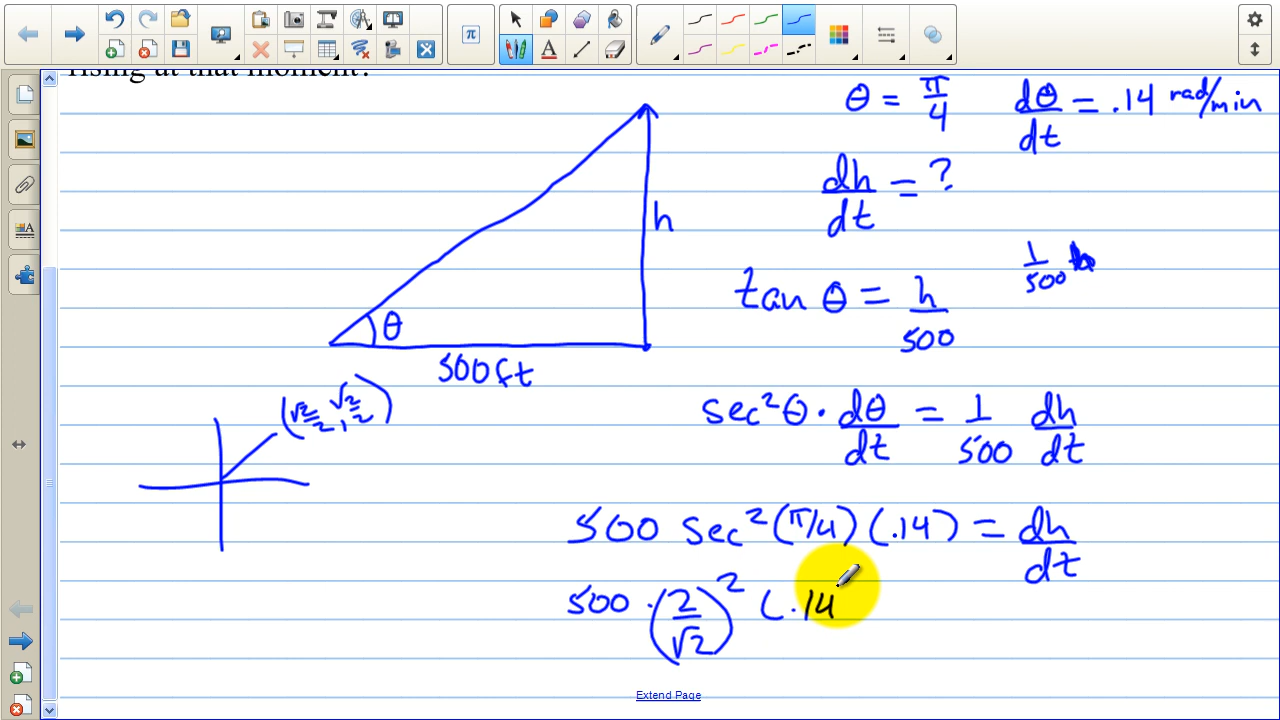 rising at that moment?
θ = π/4 dθ/dt = .14 rad/min
dh/dt = ?
h
1/500
tan θ = h/500
θ
500ft
(√2/2, √2/2)
sec²θ · dθ/dt = 1/500 dh/dt
500 sec²(π/4)(.14) = dh/dt
500 · (2/√2)² (.14
Extend Page